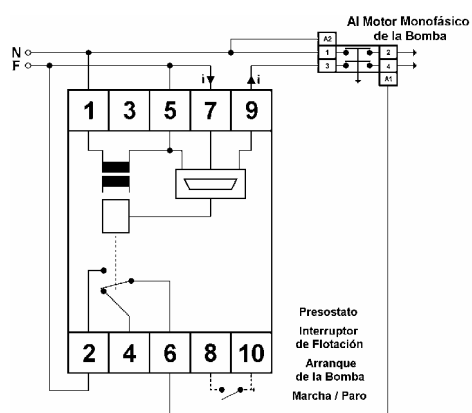 Al Motor Monofásico
de la Bomba
A2
N
1
2
F
3
4
i
i
A1
1 3 5 7 9
2 4 6 8 10
Presostato
Interruptor
de Flotación
Arranque
de la Bomba
Marcha / Paro